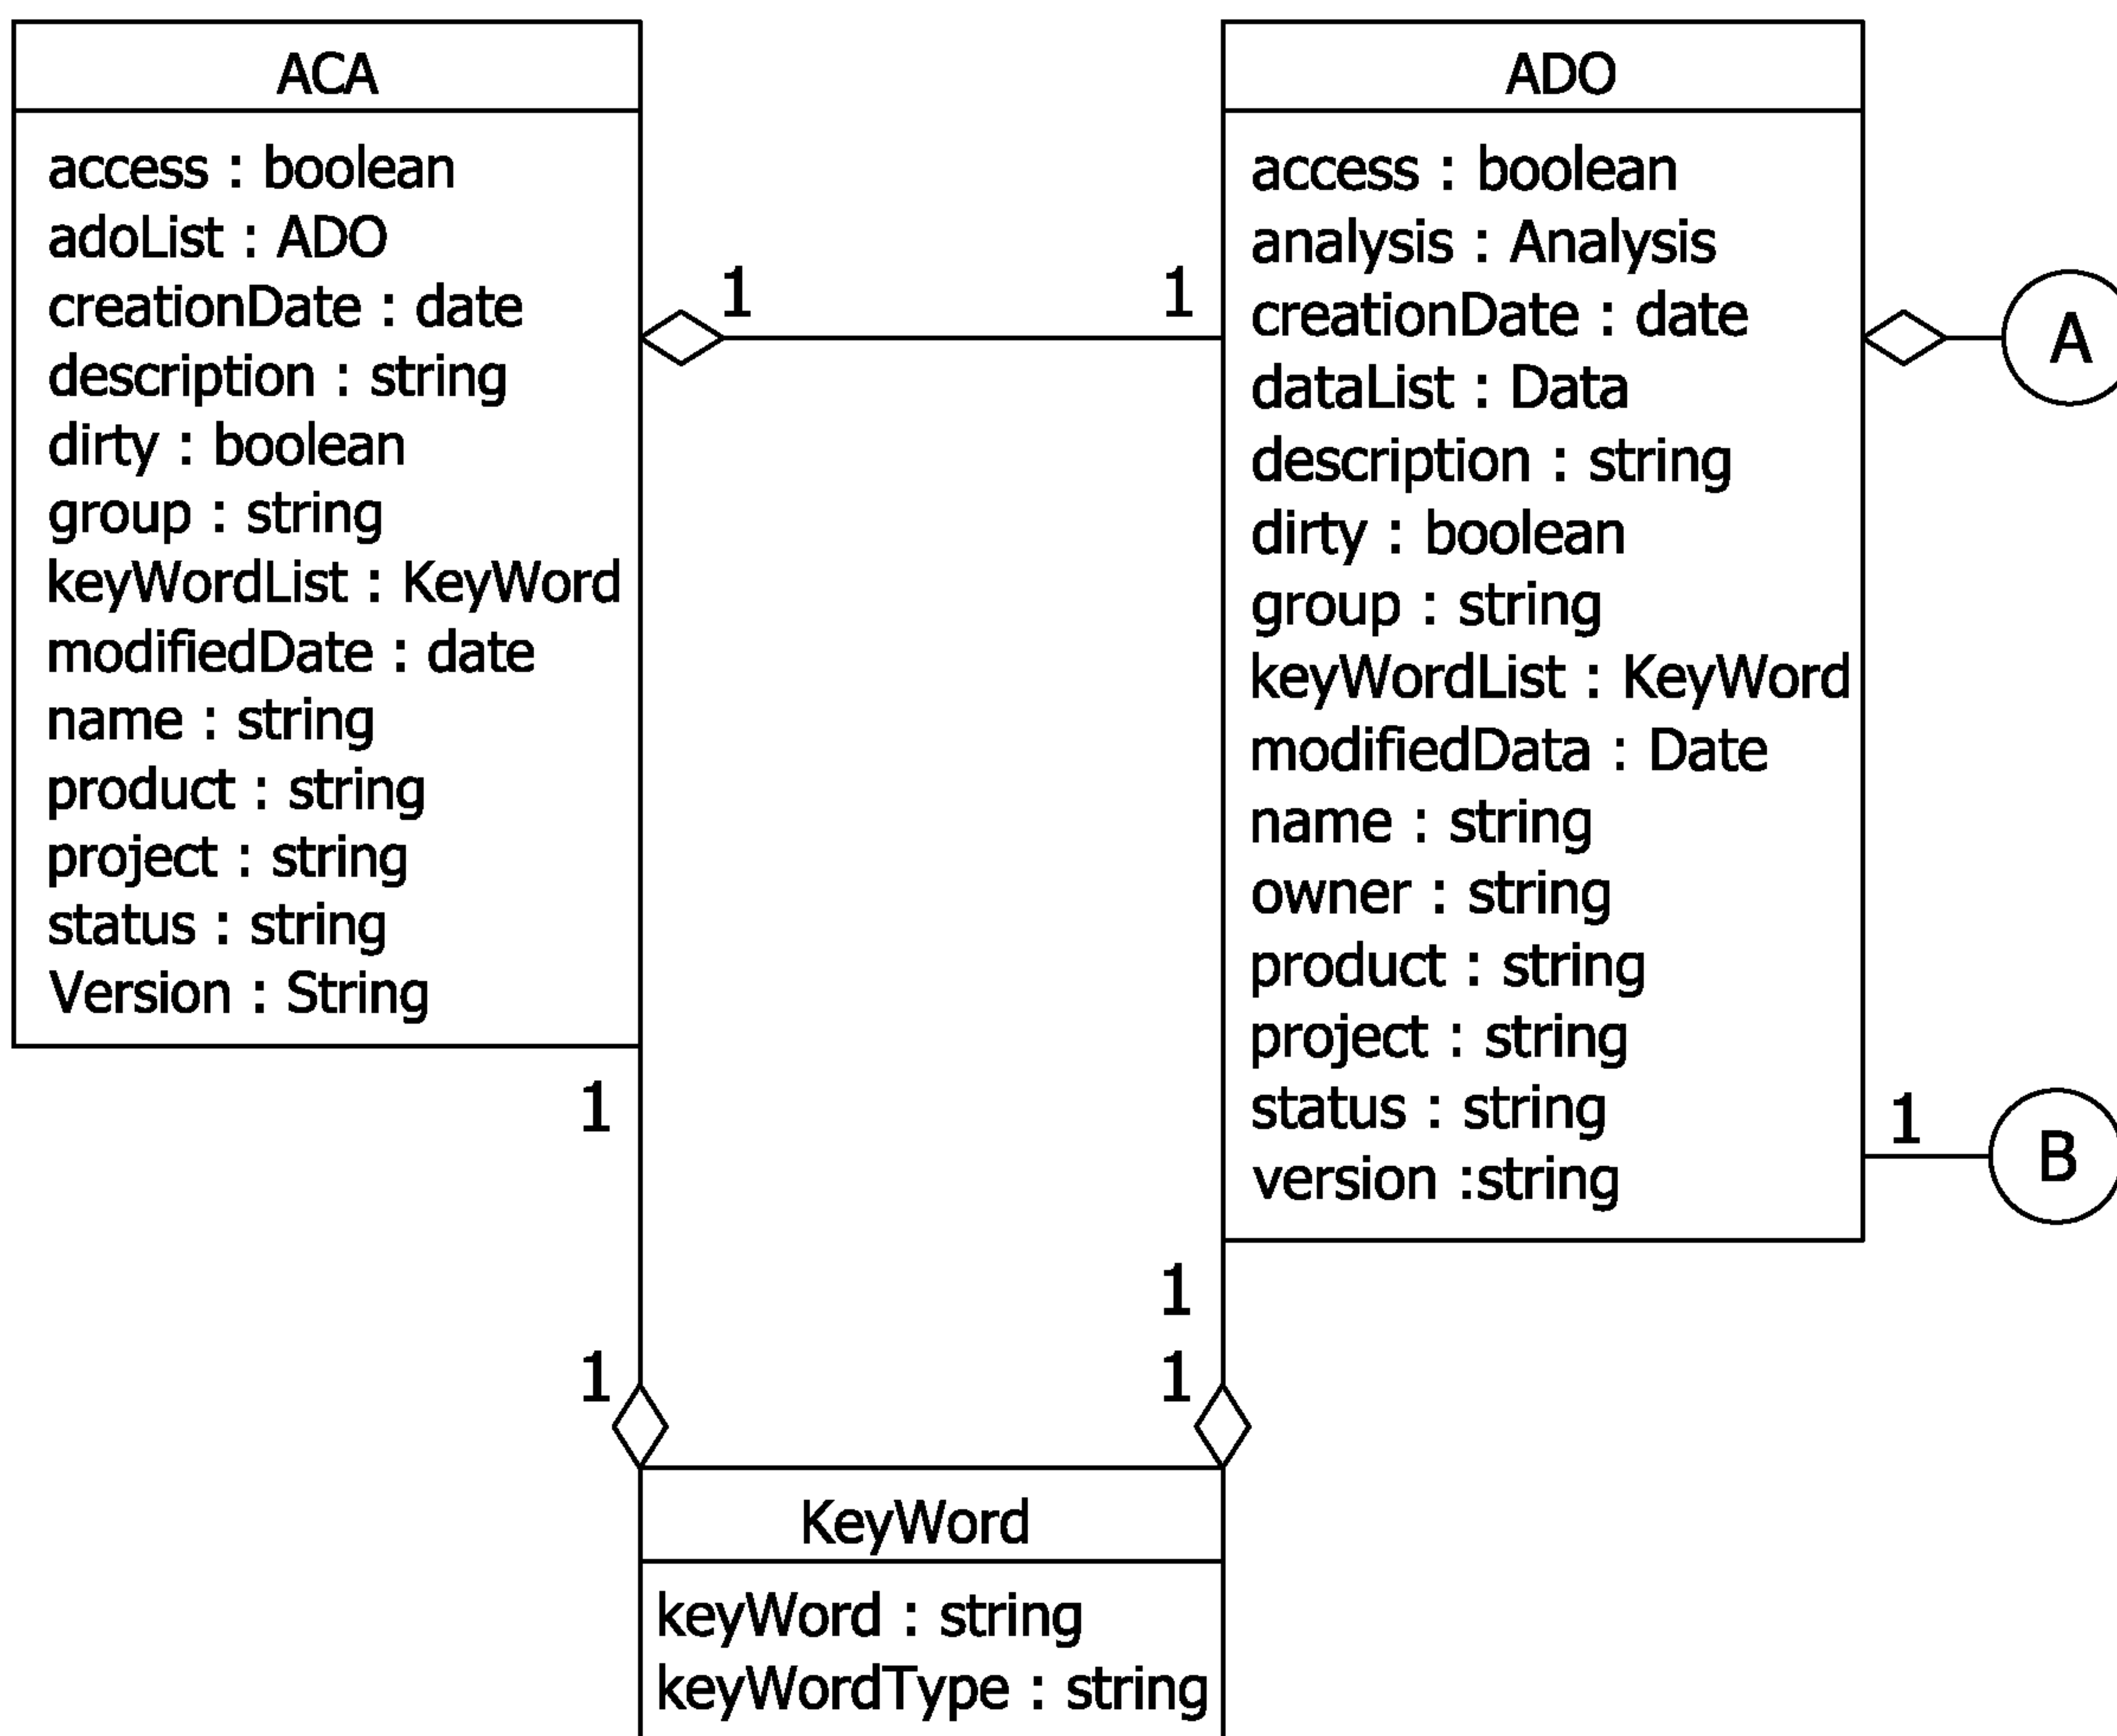 ACA
access : boolean
adoList : ADO
creationDate : date
description : string
dirty : boolean
group : string
keyWordList : KeyWord
modifiedDate : date
name : string
product : string
project : string
status : string
Version : String
1
1
ADO
access : boolean
analysis : Analysis
creationDate : date
dataList : Data
description : string
dirty : boolean
group : string
keyWordList : KeyWord
modifiedData : Date
name : string
owner : string
product : string
project : string
status : string
version :string
A
1
B
1
1
1
1
KeyWord
keyWord : string
keyWordType : string